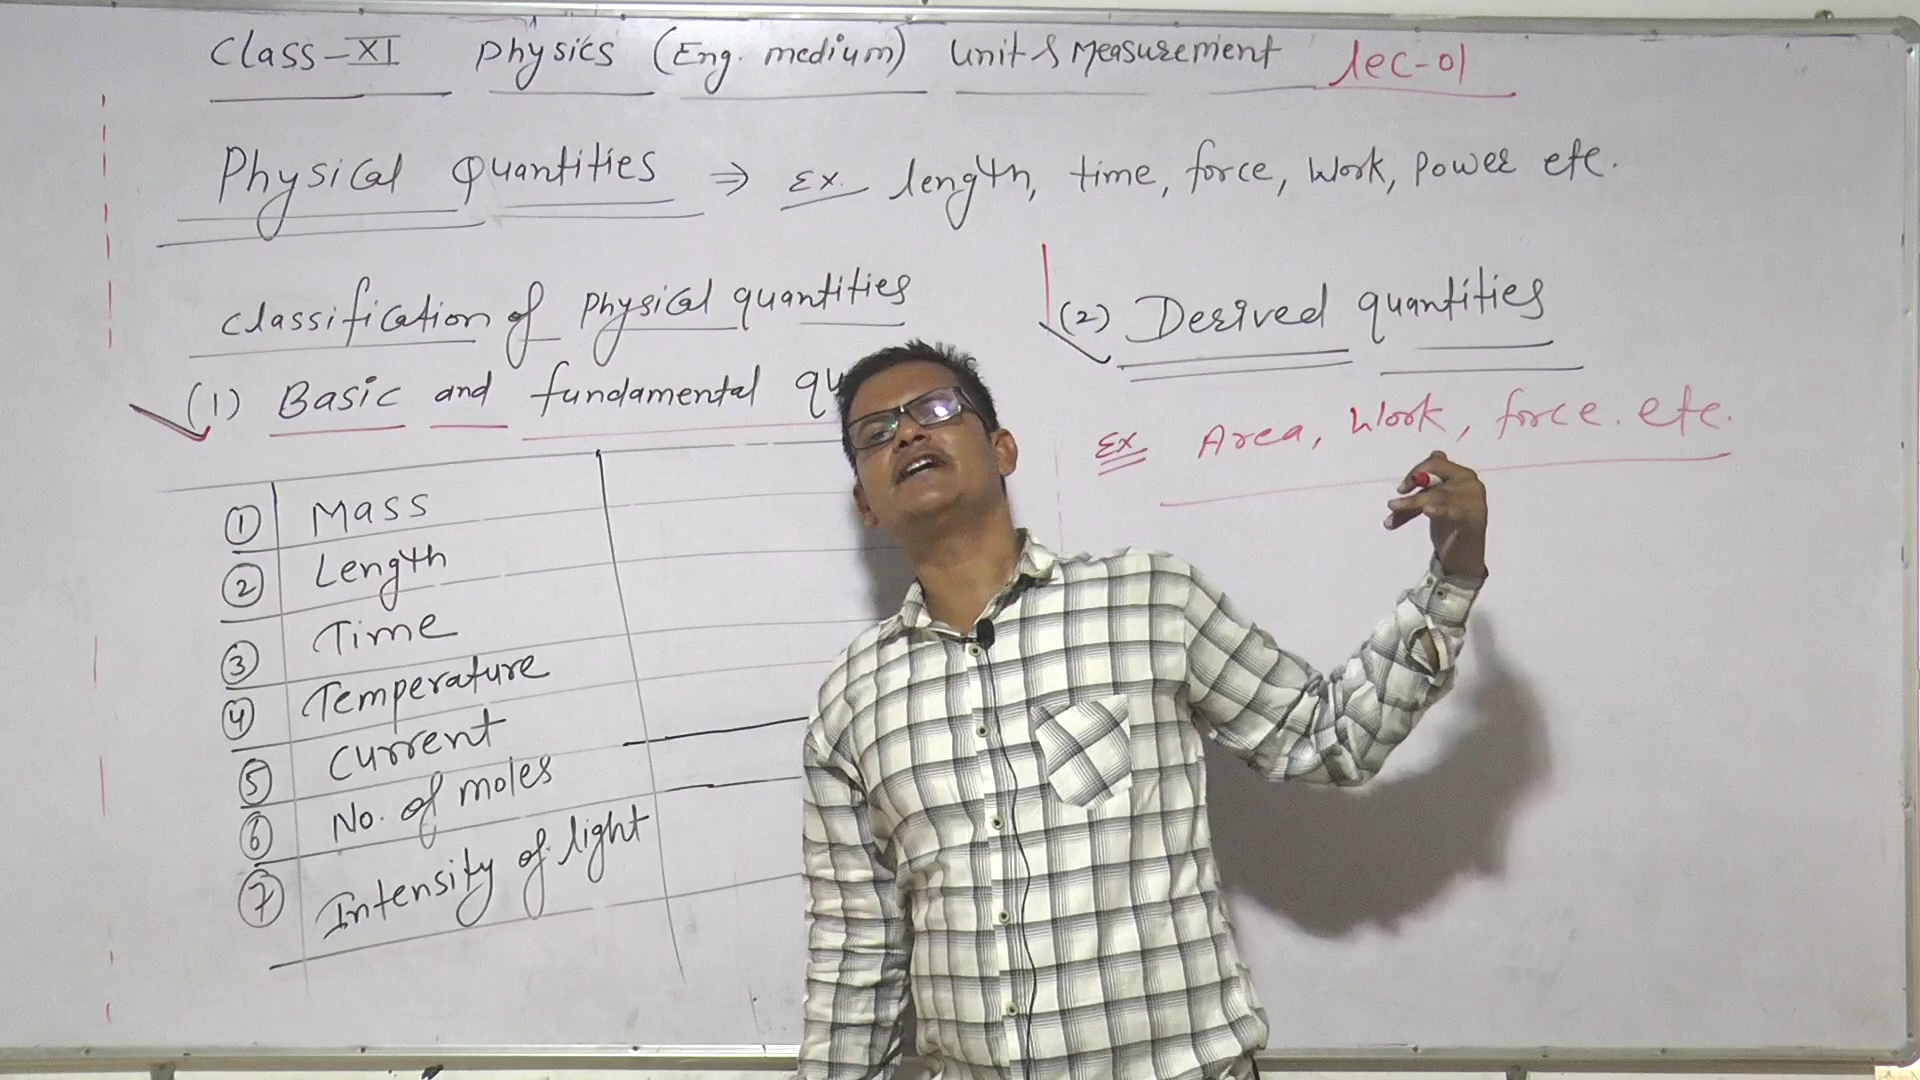 Class-XI Physics (Eng. medium) Unit & Measurement Lec-01
Physical Quantities ⇒ Ex. length, time, force, Work, Power etc.
Classification of Physical quantities
(1) Basic and fundamental qu
① Mass
② Length
③ Time
④ Temperature
⑤ Current
⑥ No. of moles
⑦ Intensity of light
(2) Derived quantities
Ex Area, Work, force. etc.